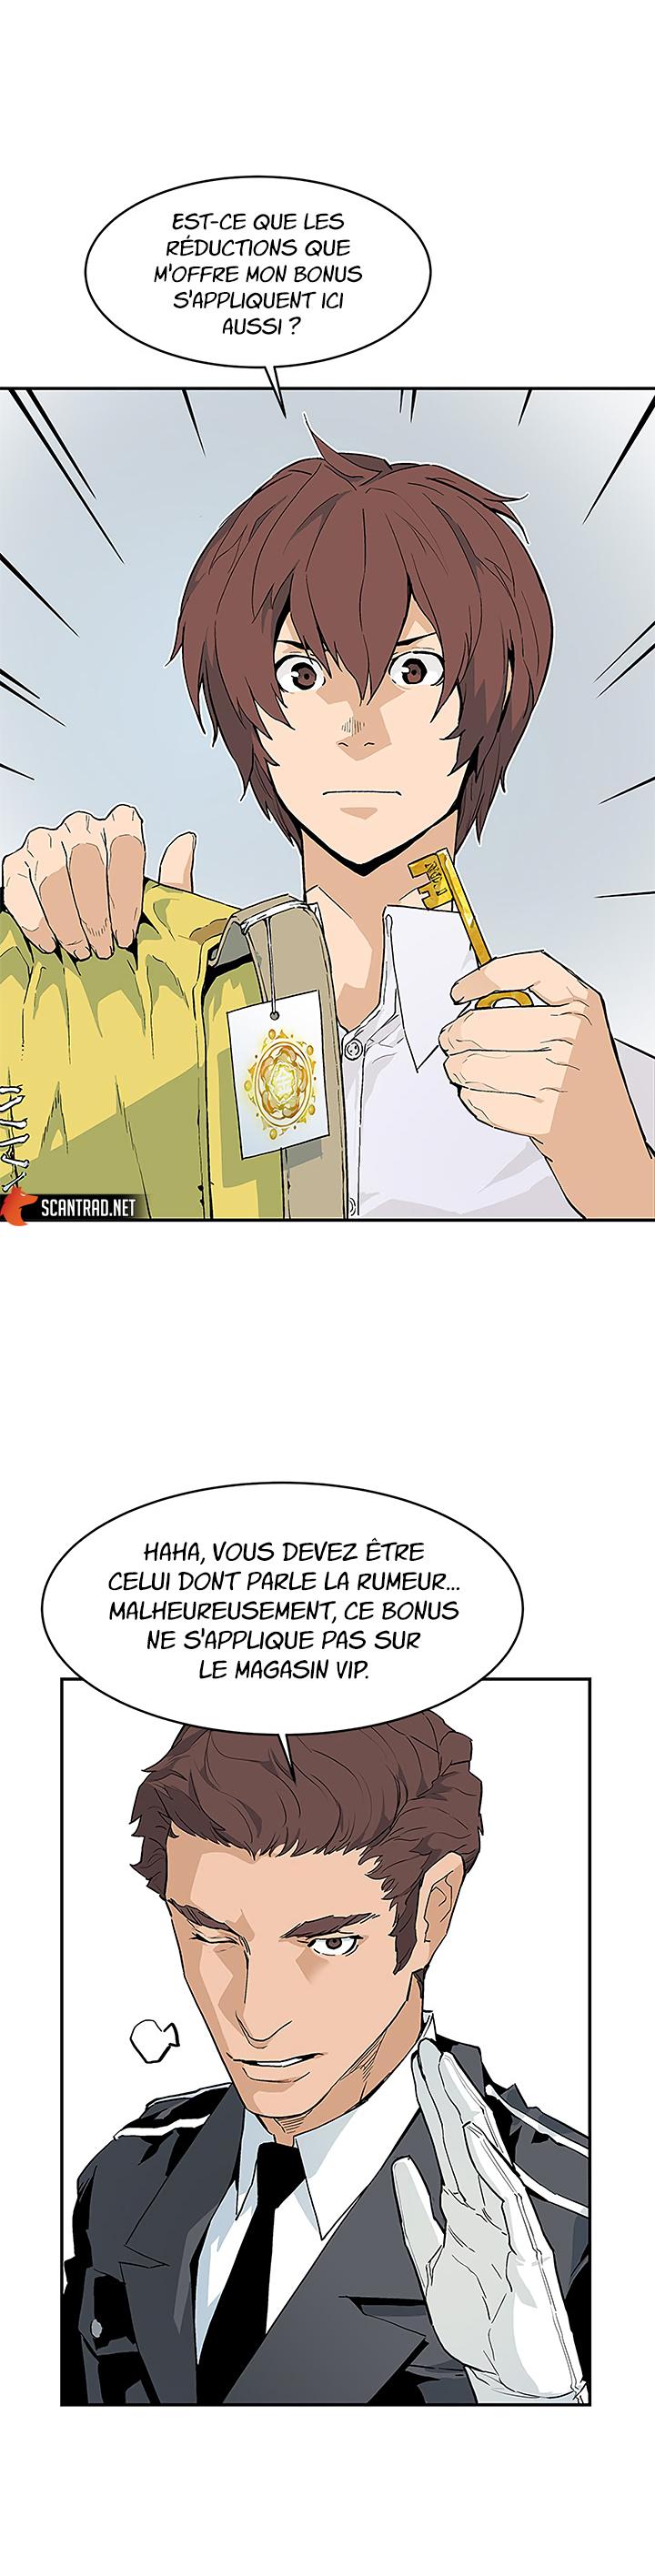 EST-CE QUE LES
RÉDUCTIONS QUE
M'OFFRE MON BONUS
S'APPLIQUENT ICI
AUSSI ?
SCANTRAD.NET
HAHA, VOUS DEVEZ ÊTRE
CELUI DONT PARLE LA RUMEUR...
MALHEUREUSEMENT, CE BONUS
NE S'APPLIQUE PAS SUR
LE MAGASIN VIP.